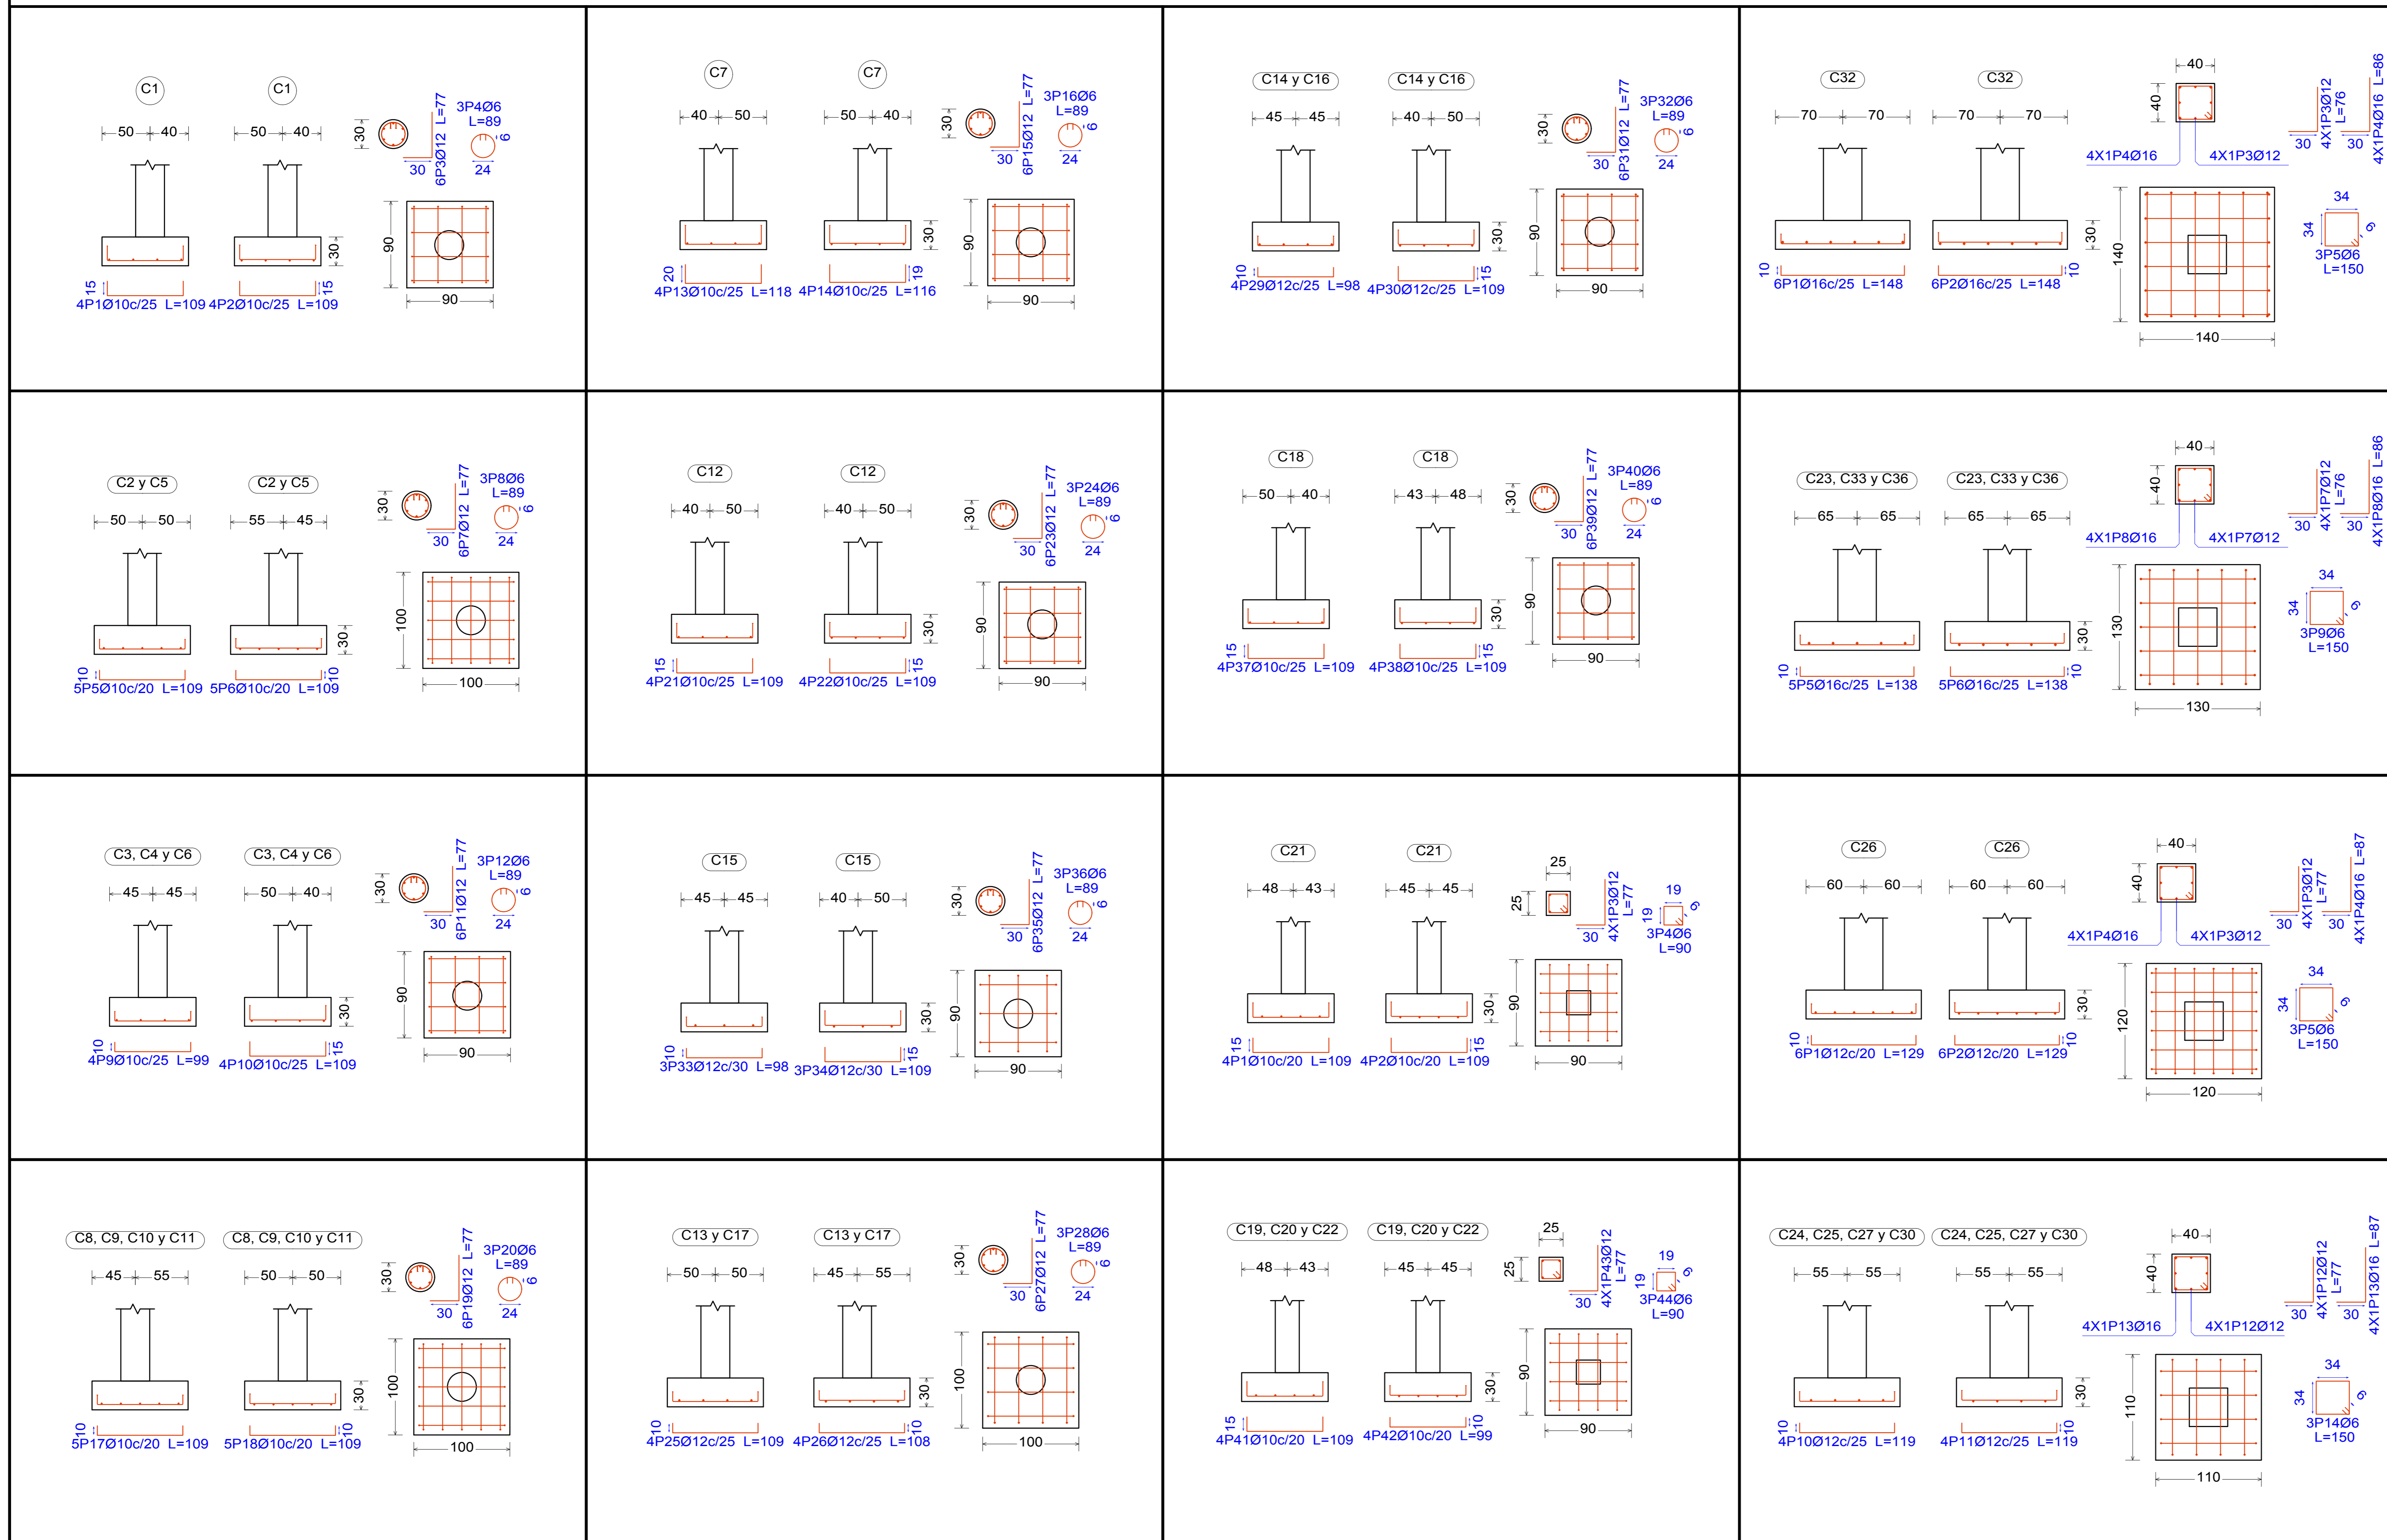 C1
C1
50
40
50
40
30
30
6P3Ø12 L=77
3P4Ø6
L=89
6
24
30
90
90
15
4P1Ø10c/25 L=109
15
4P2Ø10c/25 L=109
C7
C7
40
50
50
40
30
30
6P15Ø12 L=77
3P16Ø6
L=89
6
24
30
90
90
20
4P13Ø10c/25 L=118
19
4P14Ø10c/25 L=116
C14 y C16
C14 y C16
45
45
40
50
30
30
6P31Ø12 L=77
3P32Ø6
L=89
6
24
30
90
90
10
4P29Ø12c/25 L=98
15
4P30Ø12c/25 L=109
C32
C32
70
70
70
70
40
40
4X1P4Ø16
4X1P3Ø12
30
4X1P3Ø12
L=76
30
4X1P4Ø16 L=86
34
34
6
3P5Ø6
L=150
30
140
140
10
6P1Ø16c/25 L=148
10
6P2Ø16c/25 L=148
C2 y C5
C2 y C5
50
50
55
45
30
30
6P7Ø12 L=77
3P8Ø6
L=89
6
24
30
100
100
10
5P5Ø10c/20 L=109
10
5P6Ø10c/20 L=109
C12
C12
40
50
40
50
30
30
6P23Ø12 L=77
3P24Ø6
L=89
6
24
30
90
90
15
4P21Ø10c/25 L=109
15
4P22Ø10c/25 L=109
C18
C18
50
40
43
48
30
30
6P39Ø12 L=77
3P40Ø6
L=89
6
24
30
90
90
15
4P37Ø10c/25 L=109
15
4P38Ø10c/25 L=109
C23, C33 y C36
C23, C33 y C36
65
65
65
65
40
40
4X1P8Ø16
4X1P7Ø12
30
4X1P7Ø12
L=76
30
4X1P8Ø16 L=86
34
34
6
3P9Ø6
L=150
30
130
130
10
5P5Ø16c/25 L=138
10
5P6Ø16c/25 L=138
C3, C4 y C6
C3, C4 y C6
45
45
50
40
30
30
6P11Ø12 L=77
3P12Ø6
L=89
6
24
30
90
90
10
4P9Ø10c/25 L=99
15
4P10Ø10c/25 L=109
C15
C15
45
45
40
50
30
30
6P35Ø12 L=77
3P36Ø6
L=89
6
24
30
90
90
10
3P33Ø12c/30 L=98
15
3P34Ø12c/30 L=109
C21
C21
48
43
45
45
25
25
30
4X1P3Ø12
L=77
19
19
6
3P4Ø6
L=90
30
90
90
15
4P1Ø10c/20 L=109
15
4P2Ø10c/20 L=109
C26
C26
60
60
60
60
40
40
4X1P4Ø16
4X1P3Ø12
30
4X1P3Ø12
L=77
30
4X1P4Ø16 L=87
34
34
6
3P5Ø6
L=150
30
120
120
10
6P1Ø12c/20 L=129
10
6P2Ø12c/20 L=129
C8, C9, C10 y C11
C8, C9, C10 y C11
45
55
50
50
30
30
6P19Ø12 L=77
3P20Ø6
L=89
6
24
30
100
100
10
5P17Ø10c/20 L=109
10
5P18Ø10c/20 L=109
C13 y C17
C13 y C17
50
50
45
55
30
30
6P27Ø12 L=77
3P28Ø6
L=89
6
24
30
100
100
10
4P25Ø12c/25 L=109
10
4P26Ø12c/25 L=108
C19, C20 y C22
C19, C20 y C22
48
43
45
45
25
25
30
4X1P43Ø12
L=77
19
19
6
3P44Ø6
L=90
30
90
90
15
4P41Ø10c/20 L=109
10
4P42Ø10c/20 L=99
C24, C25, C27 y C30
C24, C25, C27 y C30
55
55
55
55
40
40
4X1P13Ø16
4X1P12Ø12
30
4X1P12Ø12
L=77
30
4X1P13Ø16 L=87
34
34
6
3P14Ø6
L=150
30
110
110
10
4P10Ø12c/25 L=119
10
4P11Ø12c/25 L=119